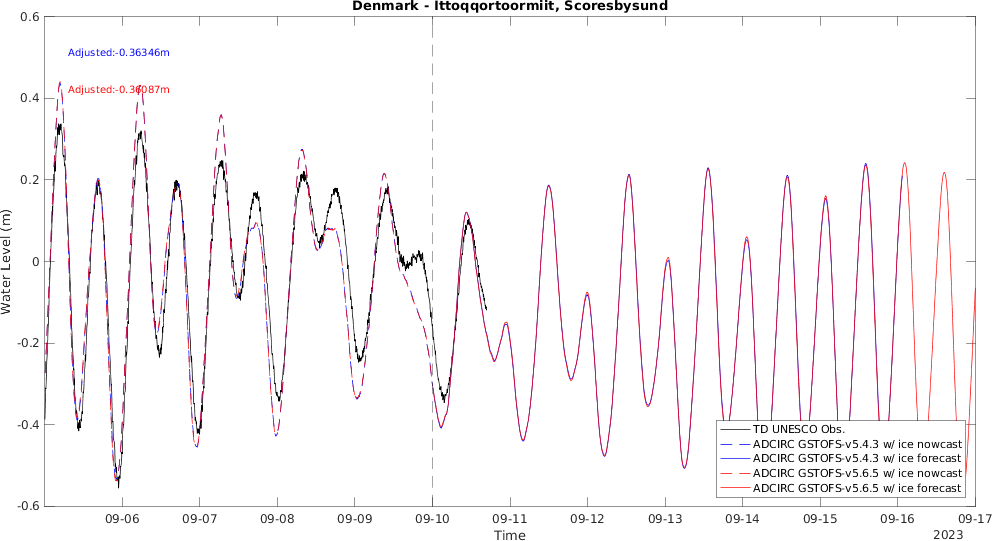 Denmark - Ittoqqortoormiit, Scoresbysund
0.6
Adjusted:-0.36346m
Adjusted:-0.36087m
0.4
0.2
0
-0.2
-0.4
-0.6
Water Level (m)
TD UNESCO Obs.
ADCIRC GSTOFS-v5.4.3 w/ ice nowcast
ADCIRC GSTOFS-v5.4.3 w/ ice forecast
ADCIRC GSTOFS-v5.6.5 w/ ice nowcast
ADCIRC GSTOFS-v5.6.5 w/ ice forecast
09-06 09-07 09-08 09-09 09-10 09-11 09-12 09-13 09-14 09-15 09-16 09-17
Time
2023